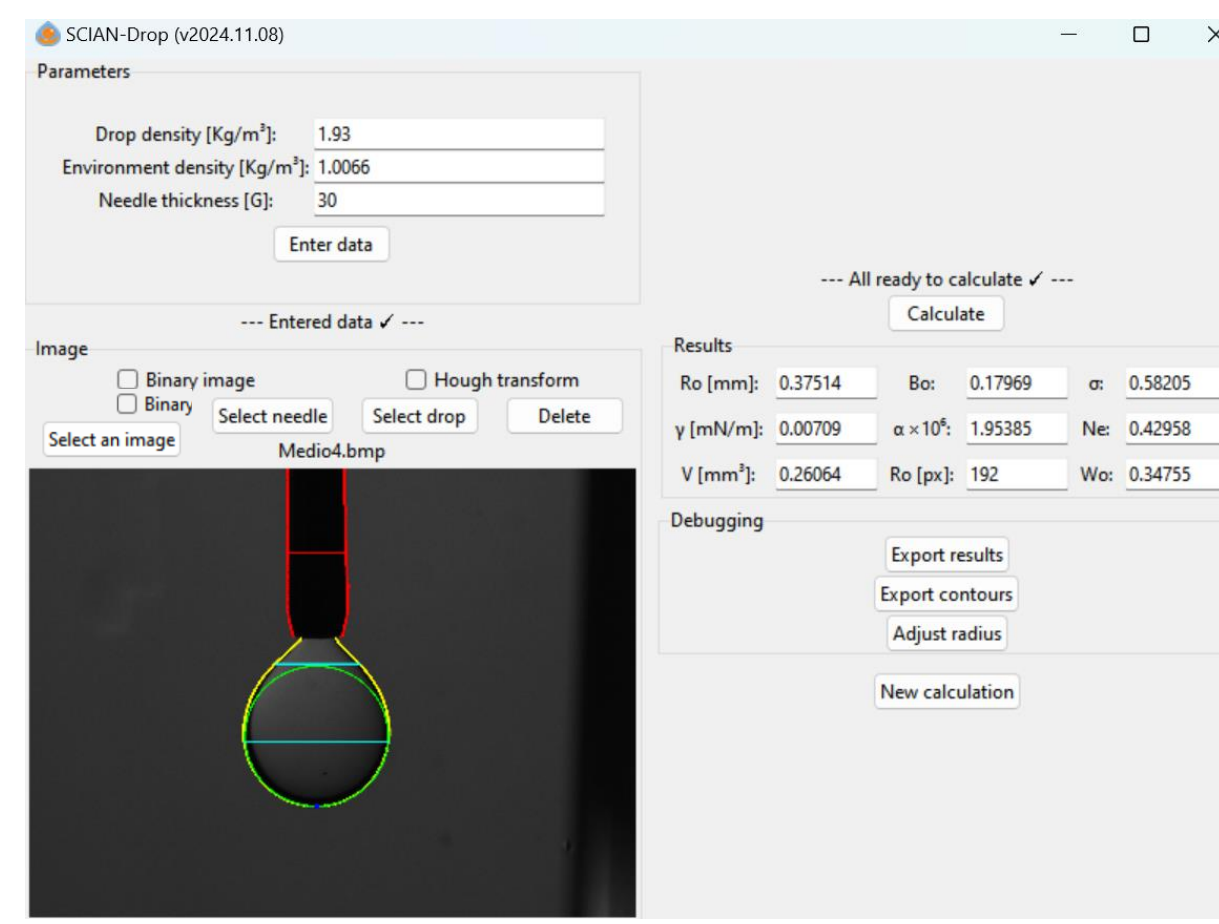 SCIAN-Drop (v2024.11.08)
Parameters
Drop density [Kg/m³]: 1.93
Environment density [Kg/m³]: 1.0066
Needle thickness [G]: 30
Enter data
--- Entered data ✓ ---
Image
Binary image
Hough transform
Binary
Select needle
Select drop
Delete
Select an image
Medio4.bmp
--- All ready to calculate ✓ ---
Calculate
Results
Ro [mm]: 0.37514 Bo: 0.17969 σ: 0.58205
γ [mN/m]: 0.00709 α ×10⁶: 1.95385 Ne: 0.42958
V [mm³]: 0.26064 Ro [px]: 192 Wo: 0.34755
Debugging
Export results
Export contours
Adjust radius
New calculation